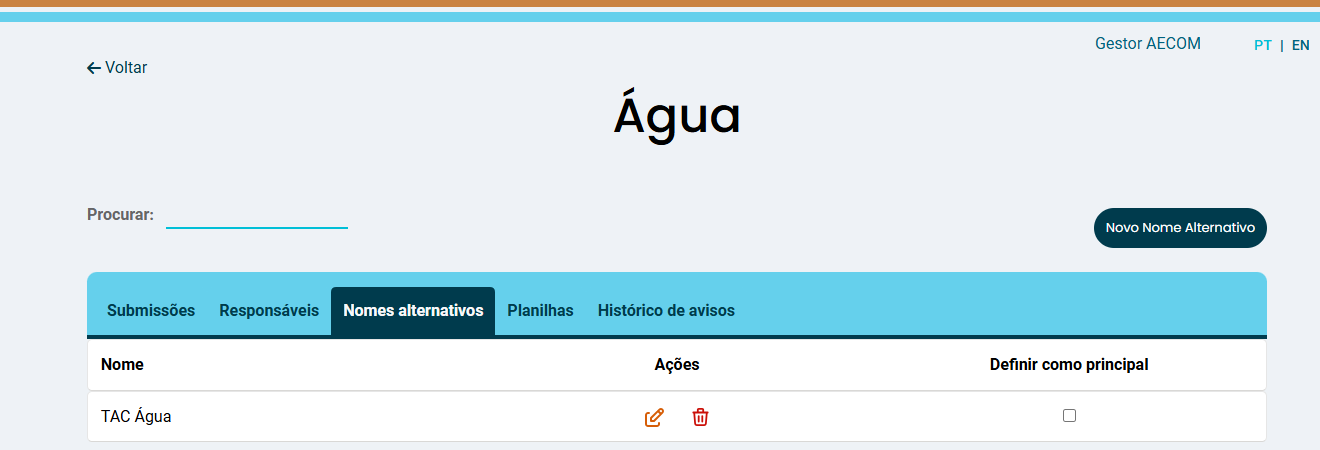 Gestor AECOM PT | EN
Voltar
Água
Procurar:
Novo Nome Alternativo
Submissões Responsáveis Nomes alternativos Planilhas Histórico de avisos
Nome Ações Definir como principal
TAC Água